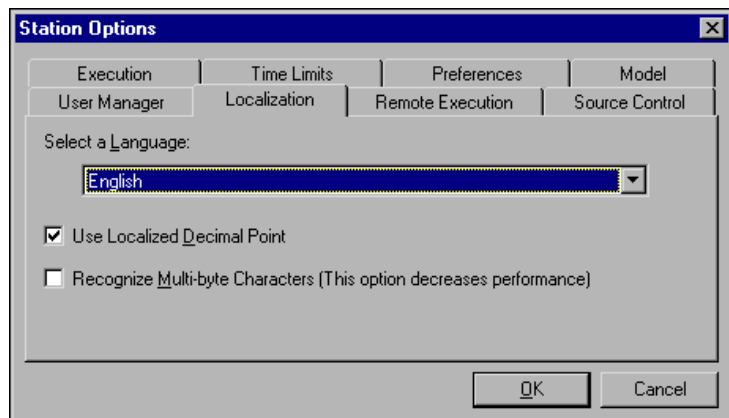 Station Options
Execution Time Limits Preferences Model
User Manager Localization Remote Execution Source Control
Select a Language:
English
Use Localized Decimal Point
Recognize Multi-byte Characters (This option decreases performance)
OK Cancel